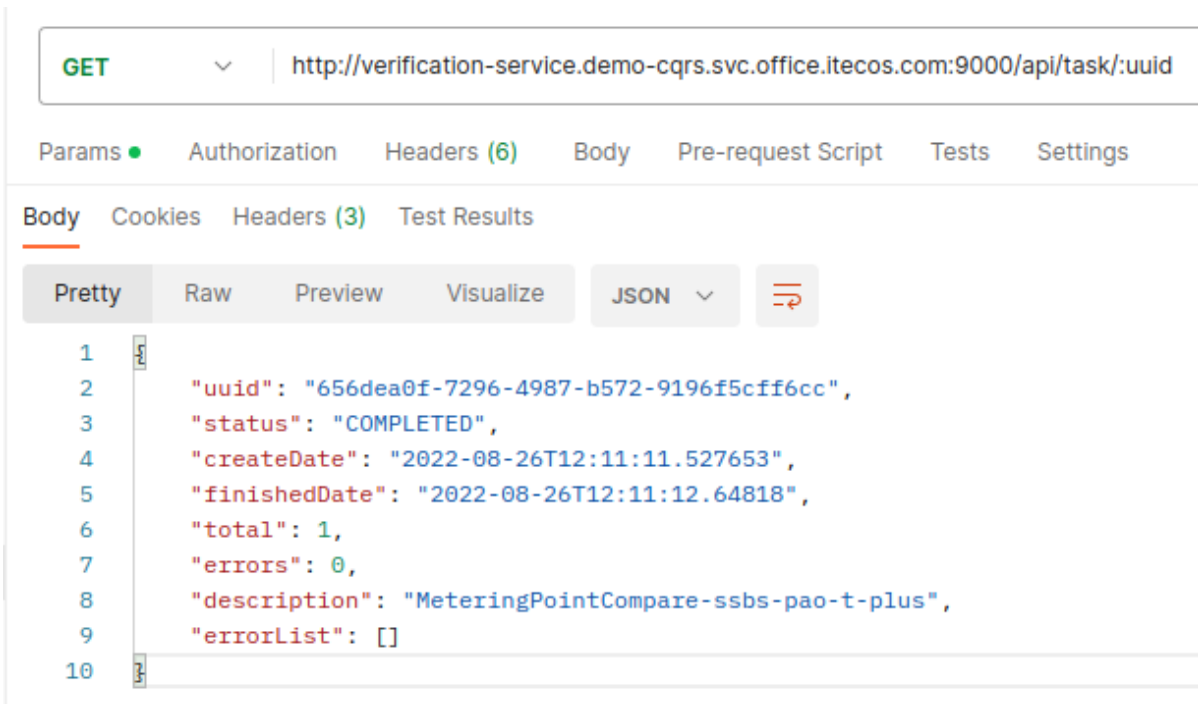 GET http://verification-service.demo-cqrs.svc.office.itecos.com:9000/api/task/:uuid
Params Authorization Headers (6) Body Pre-request Script Tests Settings
Body Cookies Headers (3) Test Results
Pretty Raw Preview Visualize JSON
1 {
2 "uuid": "656dea0f-7296-4987-b572-9196f5cff6cc",
3 "status": "COMPLETED",
4 "createDate": "2022-08-26T12:11:11.527653",
5 "finishedDate": "2022-08-26T12:11:12.64818",
6 "total": 1,
7 "errors": 0,
8 "description": "MeteringPointCompare-ssbs-pao-t-plus",
9 "errorList": []
10 }